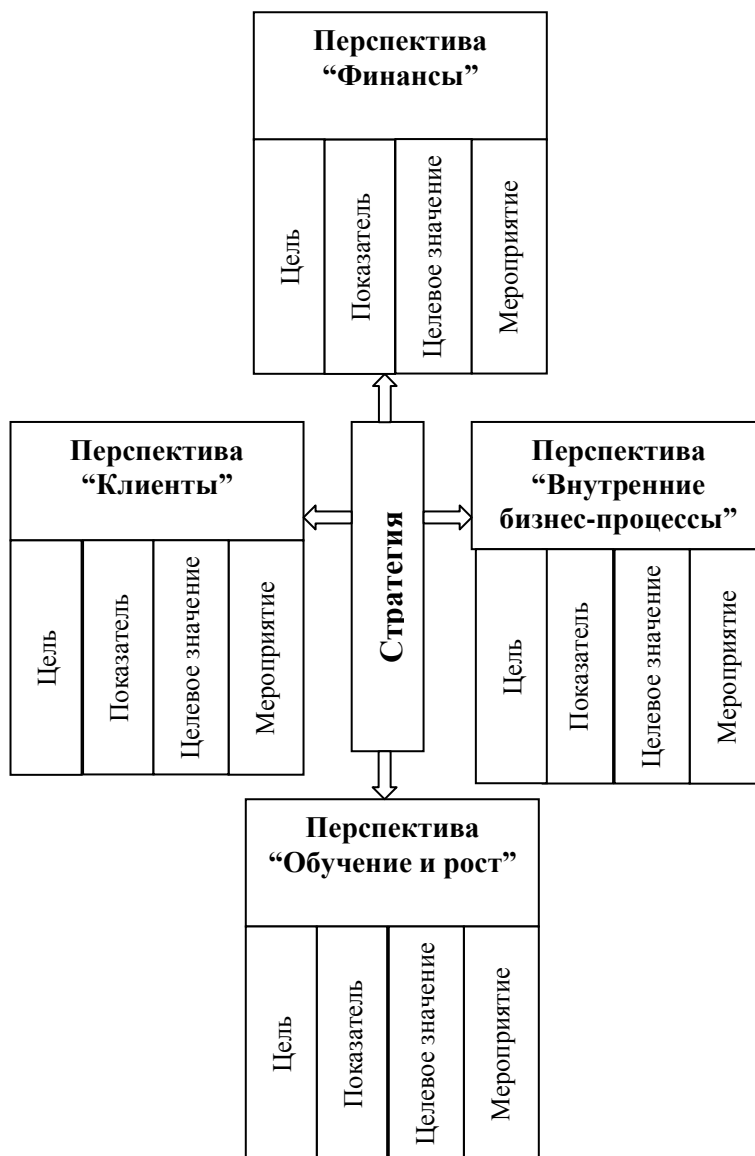 Перспектива
“Финансы”
Цель
Показатель
Целевое значение
Мероприятие
Перспектива
“Клиенты”
Цель
Показатель
Целевое значение
Мероприятие
Стратегия
Перспектива
“Внутренние
бизнес-процессы”
Цель
Показатель
Целевое значение
Мероприятие
Перспектива
“Обучение и рост”
Цель
Показатель
Целевое значение
Мероприятие